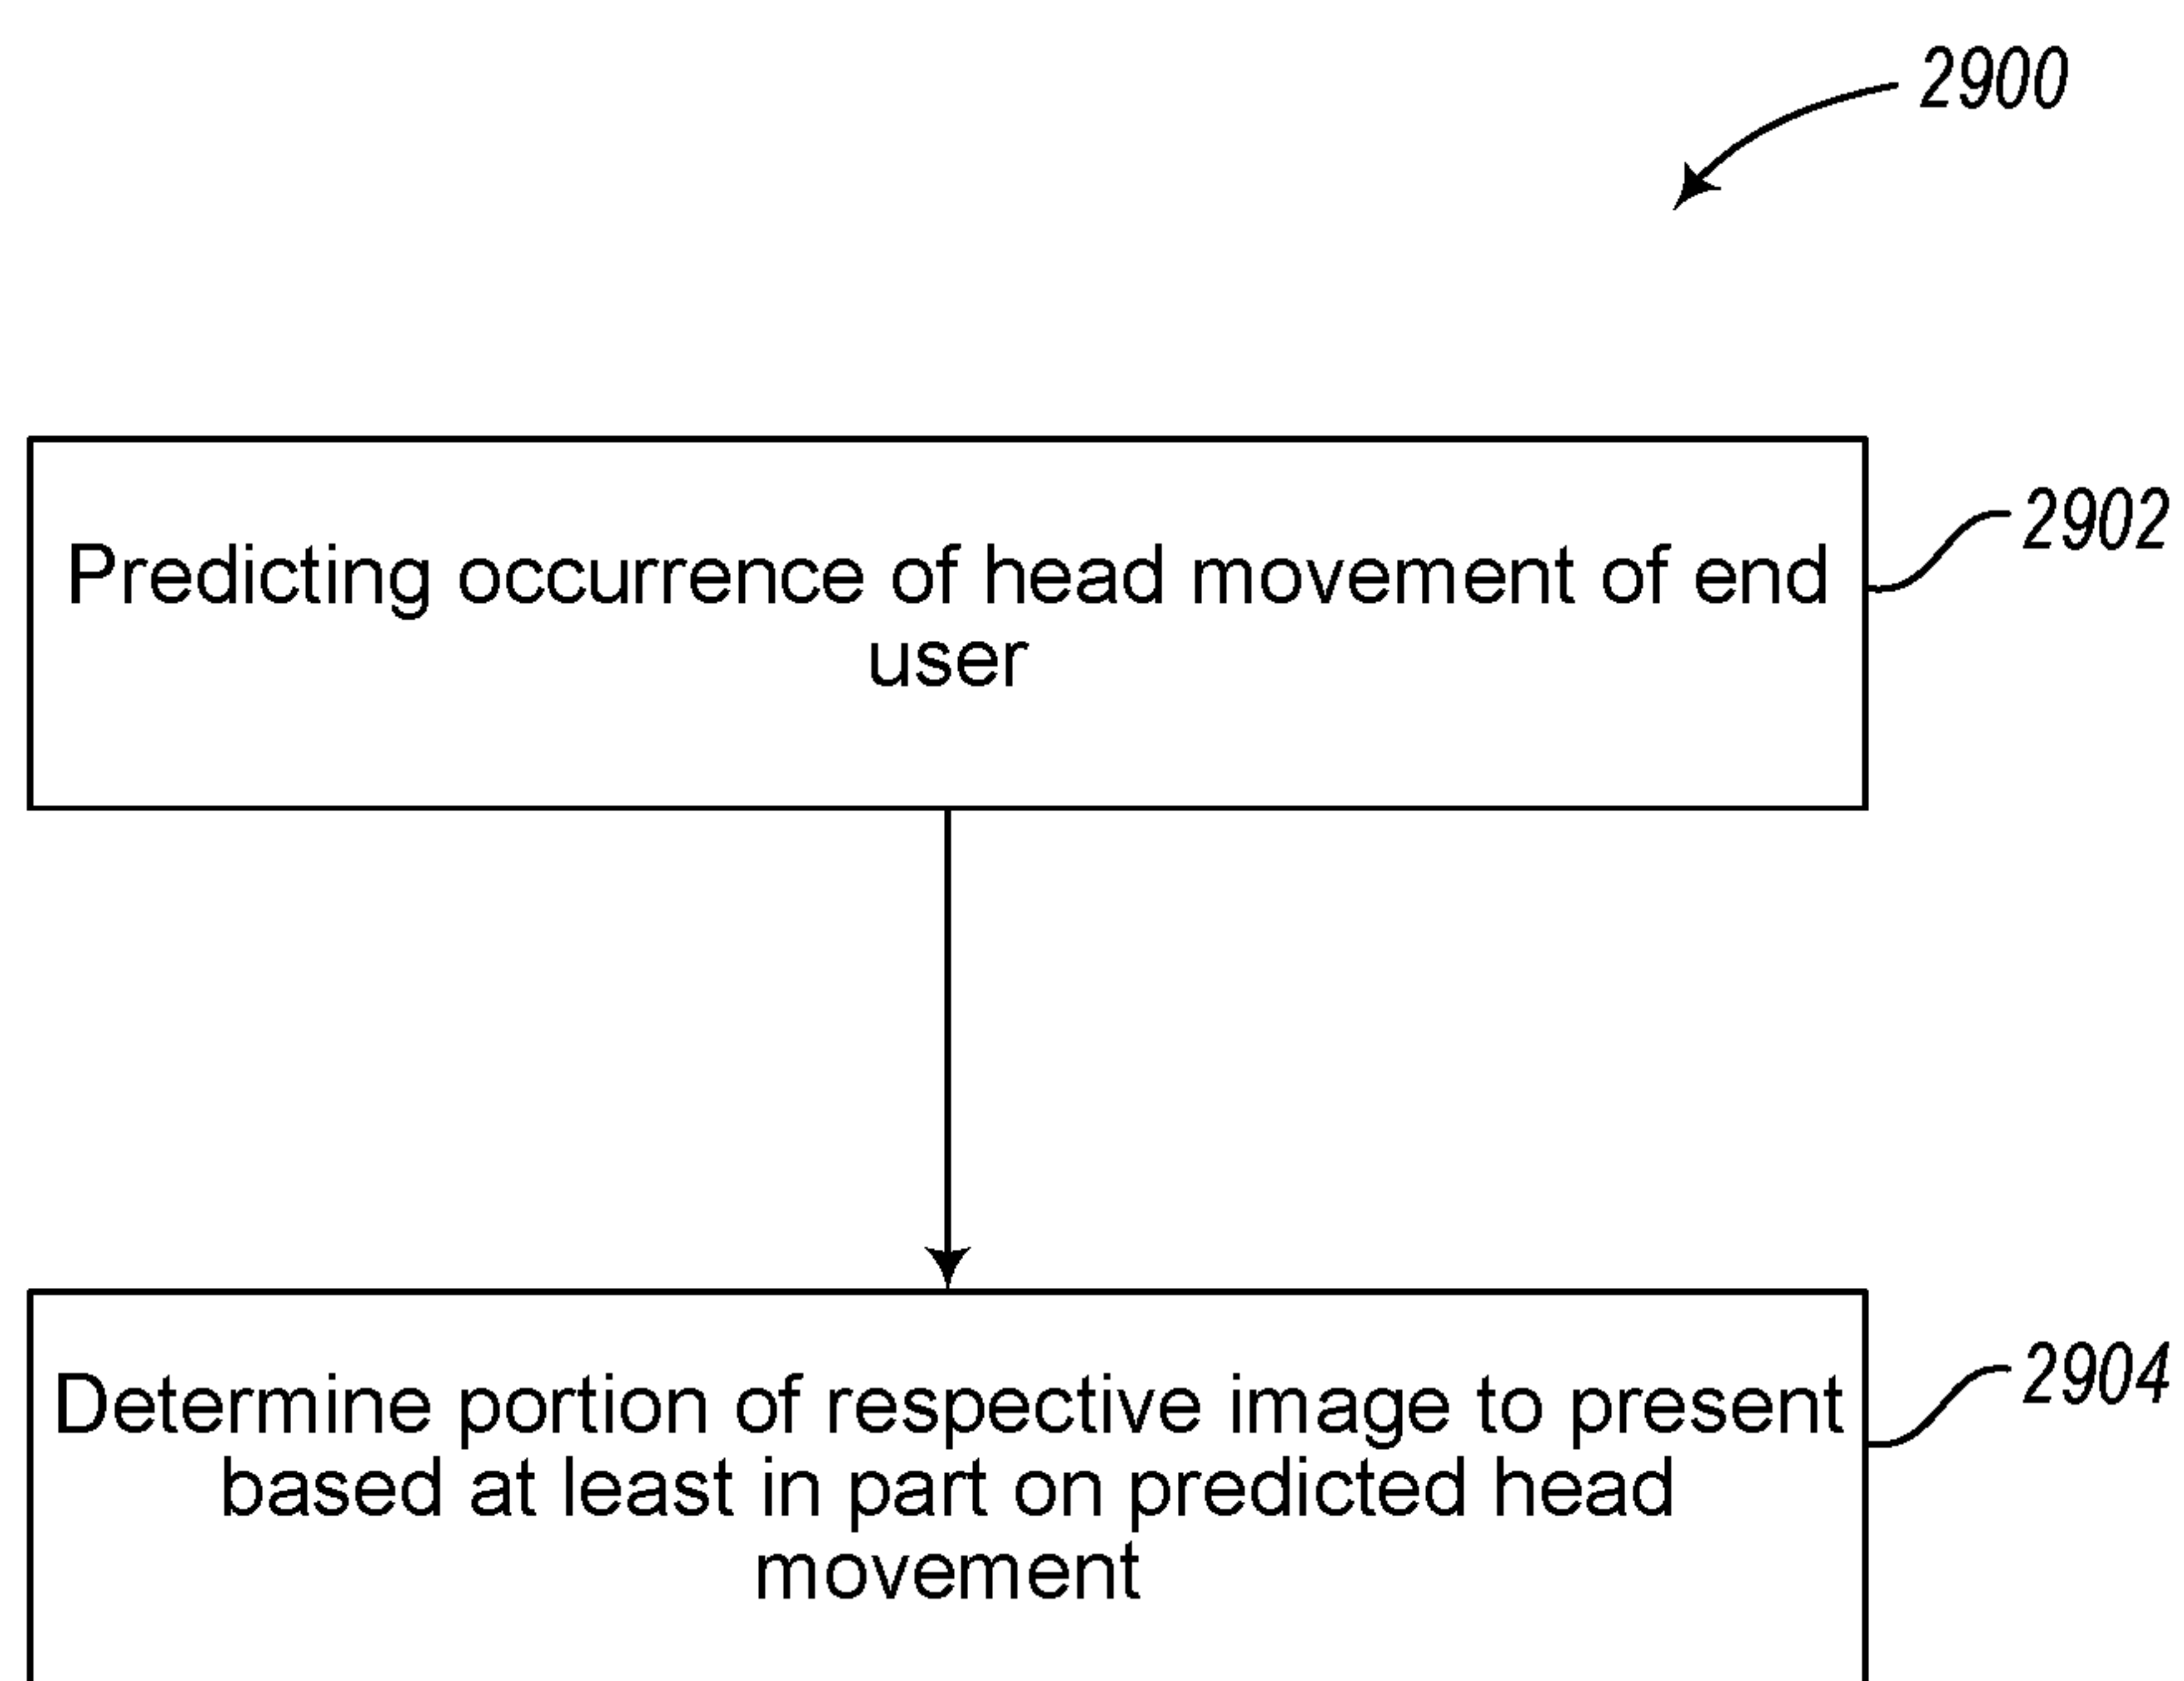 2900
Predicting occurrence of head movement of end
user
2902
Determine portion of respective image to present
based at least in part on predicted head
movement
2904